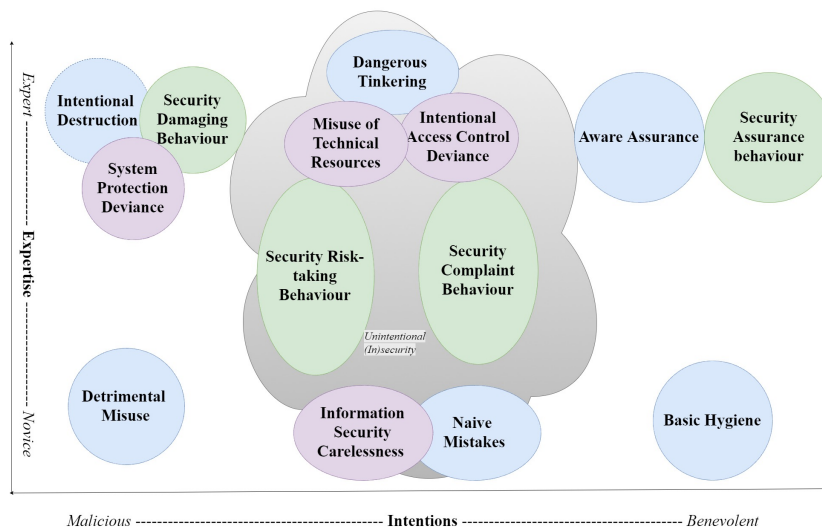 Dangerous
Tinkering
Intentional
Destruction
Security
Damaging
Behaviour
System
Protection
Deviance
Misuse of
Technical
Resources
Intentional
Access Control
Deviance
Aware Assurance
Security
Assurance
behaviour
Security Risk-
taking
Behaviour
Security
Complaint
Behaviour
Unintentional
(In)security
Detrimental
Misuse
Information
Security
Carelessness
Naive
Mistakes
Basic Hygiene
Novice ---------------- Expertise ---------------- Expert
Malicious -------------------------------- Intentions -------------------------------- Benevolent